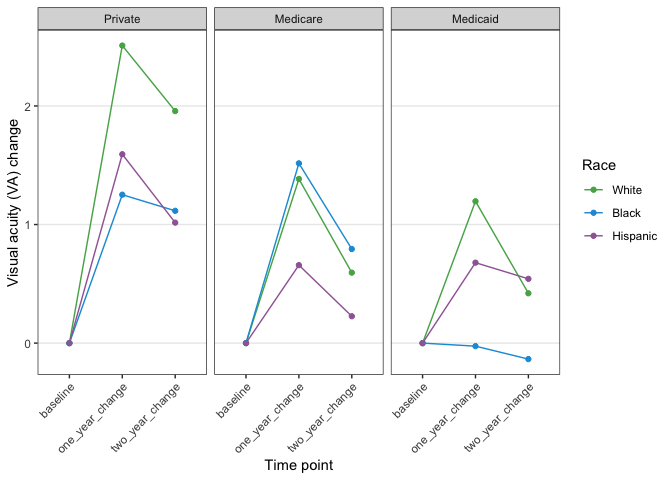 Private
Medicare
Medicaid
Visual acuity (VA) change
2
1
0
baseline
one_year_change
two_year_change
baseline
one_year_change
two_year_change
baseline
one_year_change
two_year_change
Time point
Race
White
Black
Hispanic